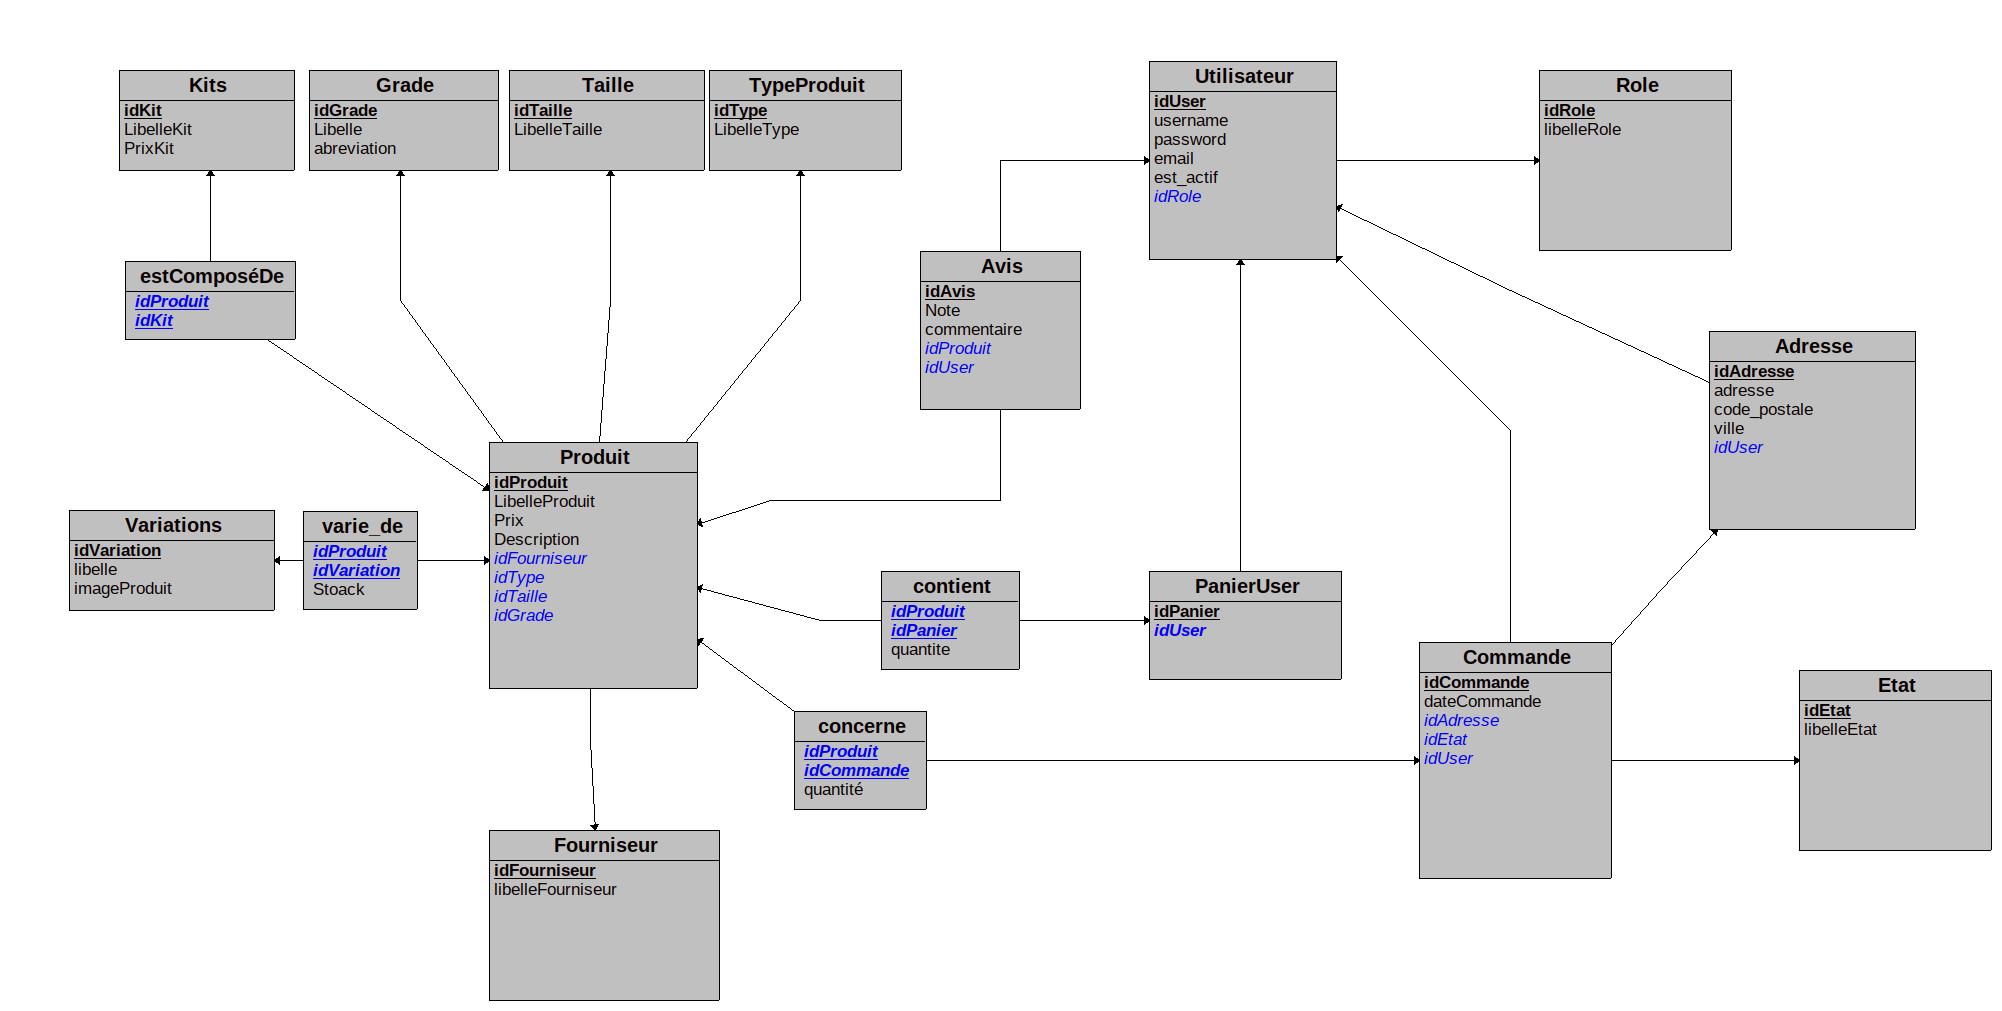 Kits
idKit
LibelleKit
PrixKit
Grade
idGrade
Libelle
abreviation
Taille
idTaille
LibelleTaille
TypeProduit
idType
LibelleType
Utilisateur
idUser
username
password
email
est_actif
idRole
Role
idRole
libelleRole
estComposéDe
idProduit
idKit
Avis
idAvis
Note
commentaire
idProduit
idUser
Adresse
idAdresse
adresse
code_postale
ville
idUser
Variations
idVariation
libelle
imageProduit
varie_de
idProduit
idVariation
Stoack
Produit
idProduit
LibelleProduit
Prix
Description
idFourniseur
idType
idTaille
idGrade
contient
idProduit
idPanier
quantite
PanierUser
idPanier
idUser
concerne
idProduit
idCommande
quantité
Commande
idCommande
dateCommande
idAdresse
idEtat
idUser
Etat
idEtat
libelleEtat
Fourniseur
idFourniseur
libelleFourniseur